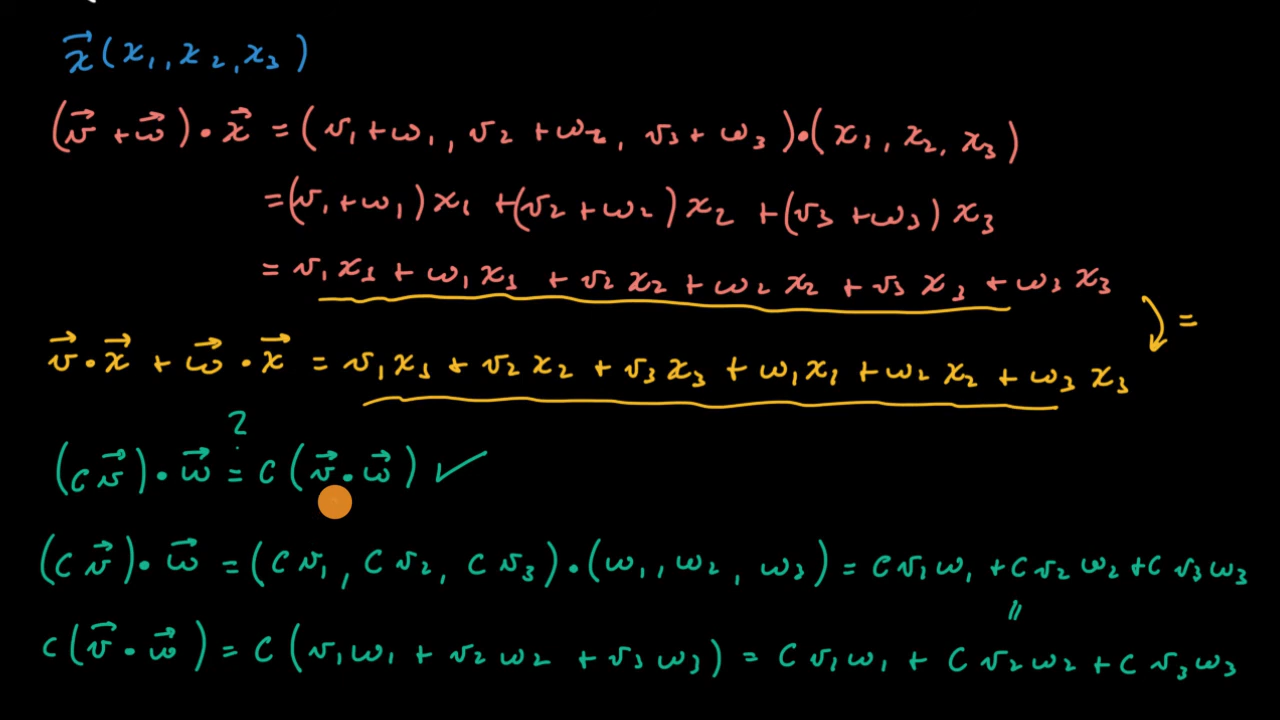 x⃗(x₁, x₂, x₃)
(v⃗ + w⃗) • x⃗ = (v₁ + w₁, v₂ + w₂, v₃ + w₃) • (x₁, x₂, x₃)
= (v₁ + w₁) x₁ + (v₂ + w₂) x₂ + (v₃ + w₃) x₃
= v₁x₁ + w₁x₁ + v₂x₂ + w₂x₂ + v₃x₃ + w₃x₃
=
v⃗ • x⃗ + w⃗ • x⃗ = v₁x₁ + v₂x₂ + v₃x₃ + w₁x₁ + w₂x₂ + w₃x₃
?
(cv⃗) • w⃗ = c(v⃗ • w⃗) ✓
(cv⃗) • w⃗ = (cv₁, cv₂, cv₃) • (w₁, w₂, w₃) = cv₁w₁ + cv₂w₂ + cv₃w₃
=
c(v⃗ • w⃗) = c(v₁w₁ + v₂w₂ + v₃w₃) = cv₁w₁ + cv₂w₂ + cv₃w₃